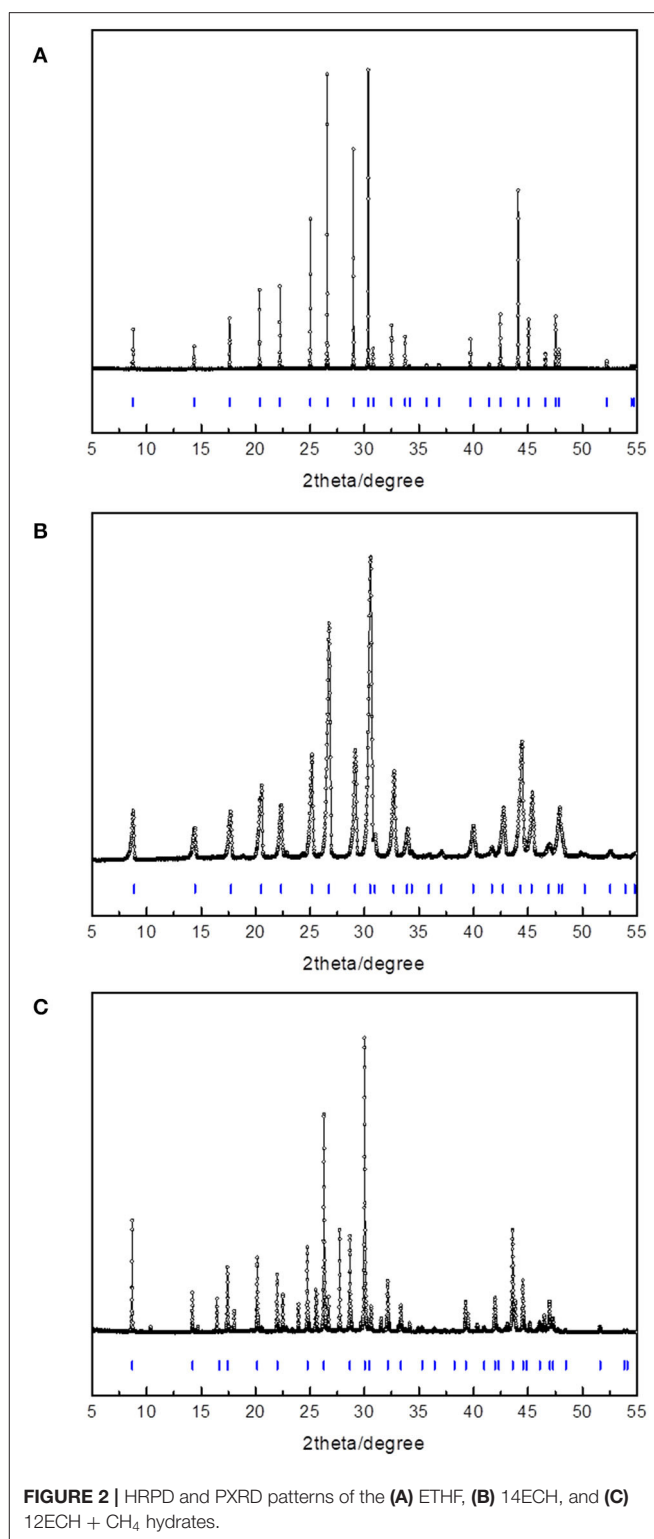 A
5 10 15 20 25 30 35 40 45 50 55
2theta/degree
B
5 10 15 20 25 30 35 40 45 50 55
2theta/degree
C
5 10 15 20 25 30 35 40 45 50 55
2theta/degree
FIGURE 2 | HRPD and PXRD patterns of the (A) ETHF, (B) 14ECH, and (C)
12ECH + CH₄ hydrates.